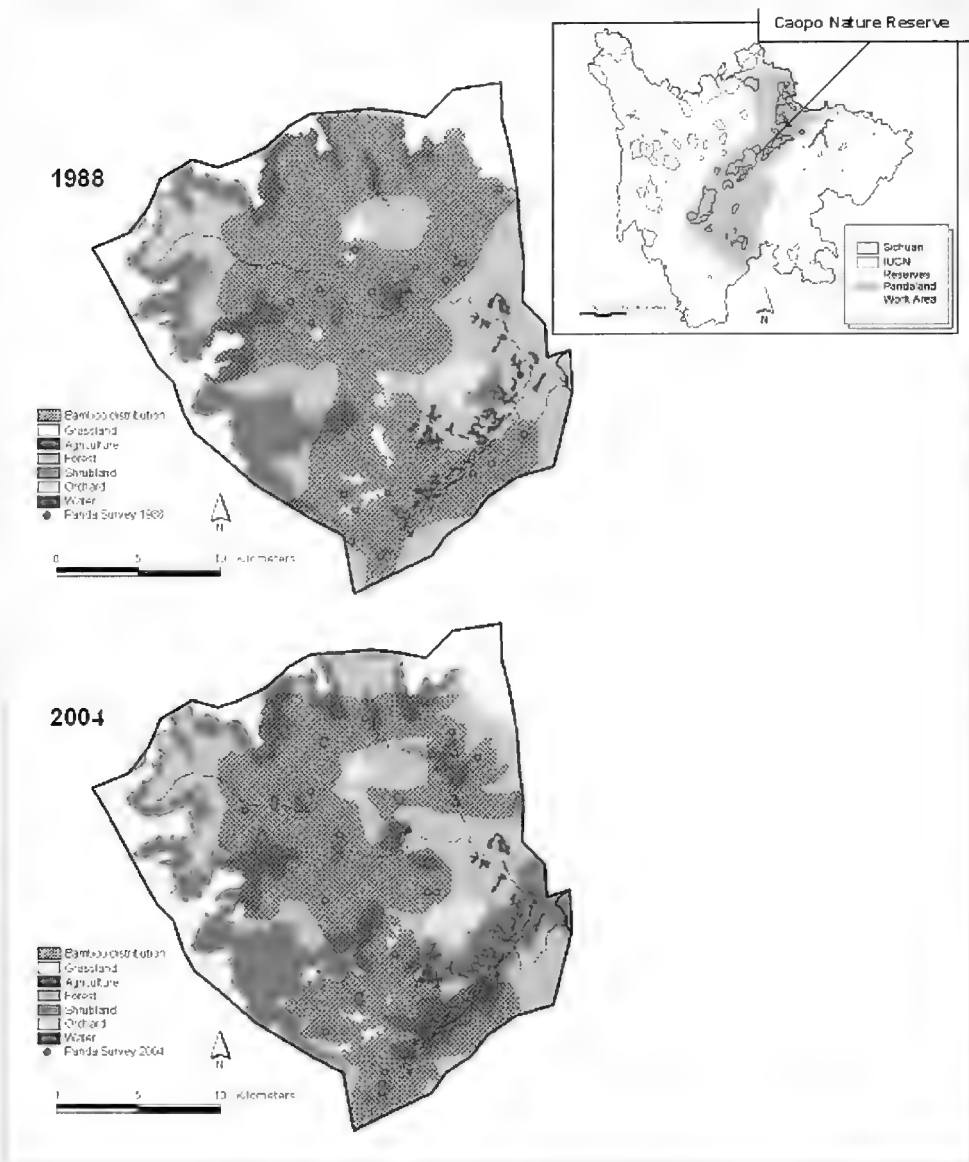 Caopo Nature Reserve
Sichuan
IUCN
Reserves
Pandaland
Work Area
N
1988
Bamboo distribution
Grassland
Agriculture
Forest
Shrubland
Orchard
Water
Panda Survey 1988
N
0 5 10 Kilometers
2004
Bamboo distribution
Grassland
Agriculture
Forest
Shrubland
Orchard
Water
Panda Survey 2004
N
5 10 Kilometers